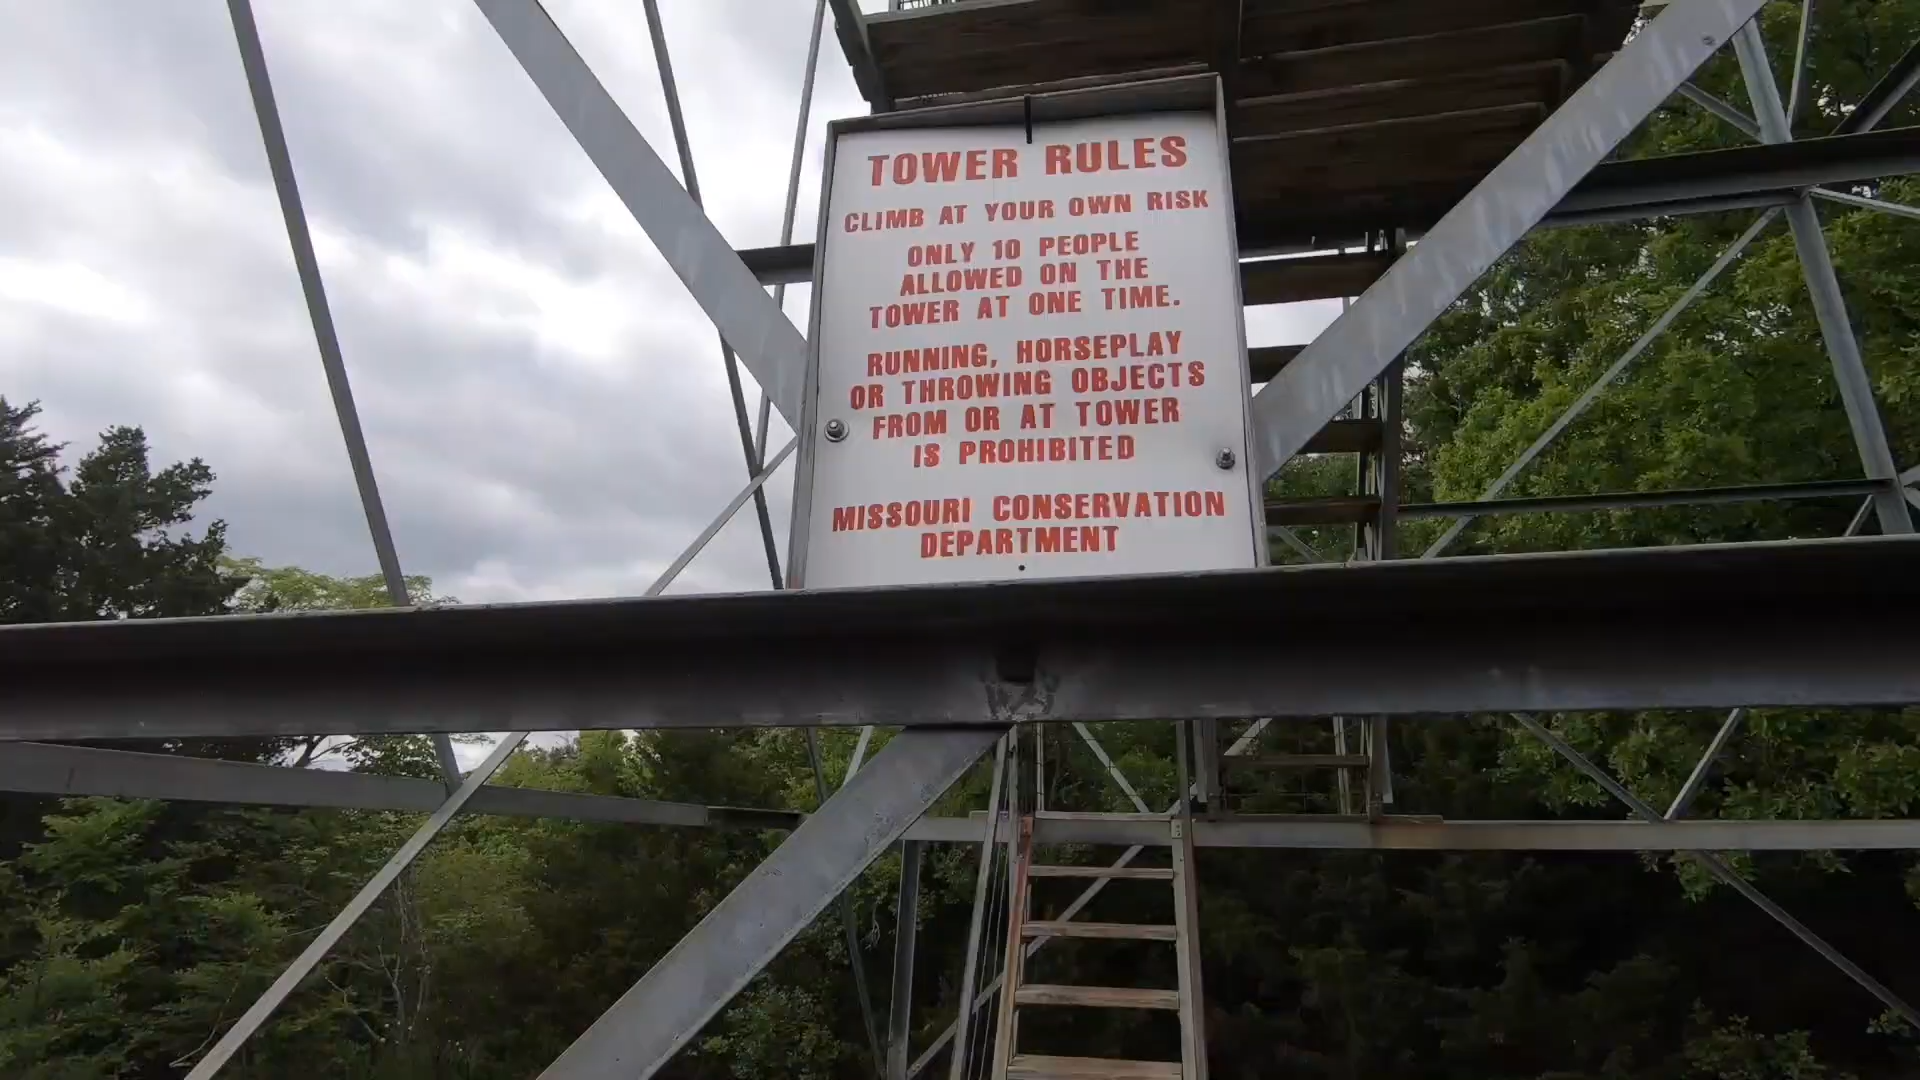 TOWER RULES
CLIMB AT YOUR OWN RISK
ONLY 10 PEOPLE
ALLOWED ON THE
TOWER AT ONE TIME.
RUNNING, HORSEPLAY
OR THROWING OBJECTS
FROM OR AT TOWER
IS PROHIBITED
MISSOURI CONSERVATION
DEPARTMENT